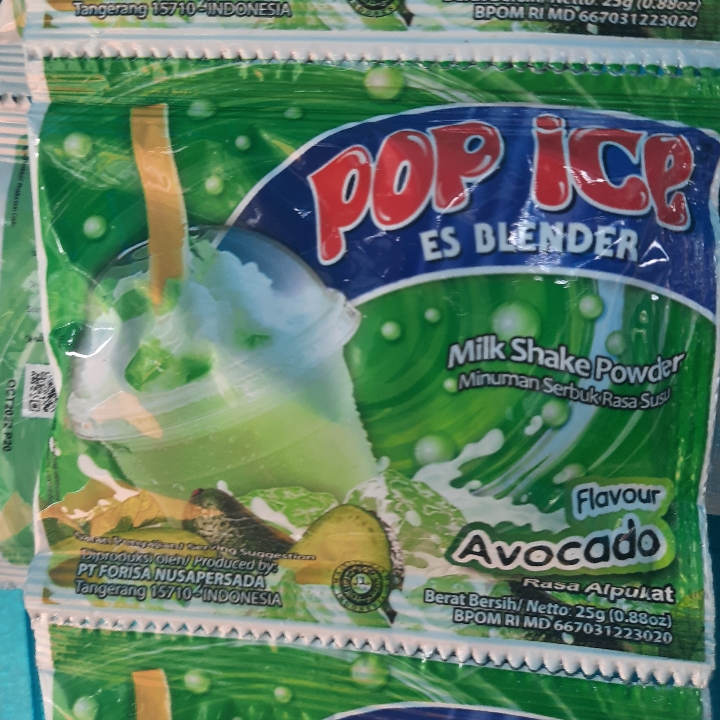 Tangerang 15710 - INDONESIA
BPOM RI MD 667031223020
POP ICE
ES BLENDER
Milk Shake Powder
Minuman Serbuk Rasa Susu
Flavour
Avocado
Rasa Alpukat
Saran Penyajian/ Serving Suggestion
Diproduksi oleh/ Produced by:
PT FORISA NUSAPERSADA
Tangerang 15710 - INDONESIA
Berat Bersih/ Netto: 25g (0.88oz)
BPOM RI MD 667031223020